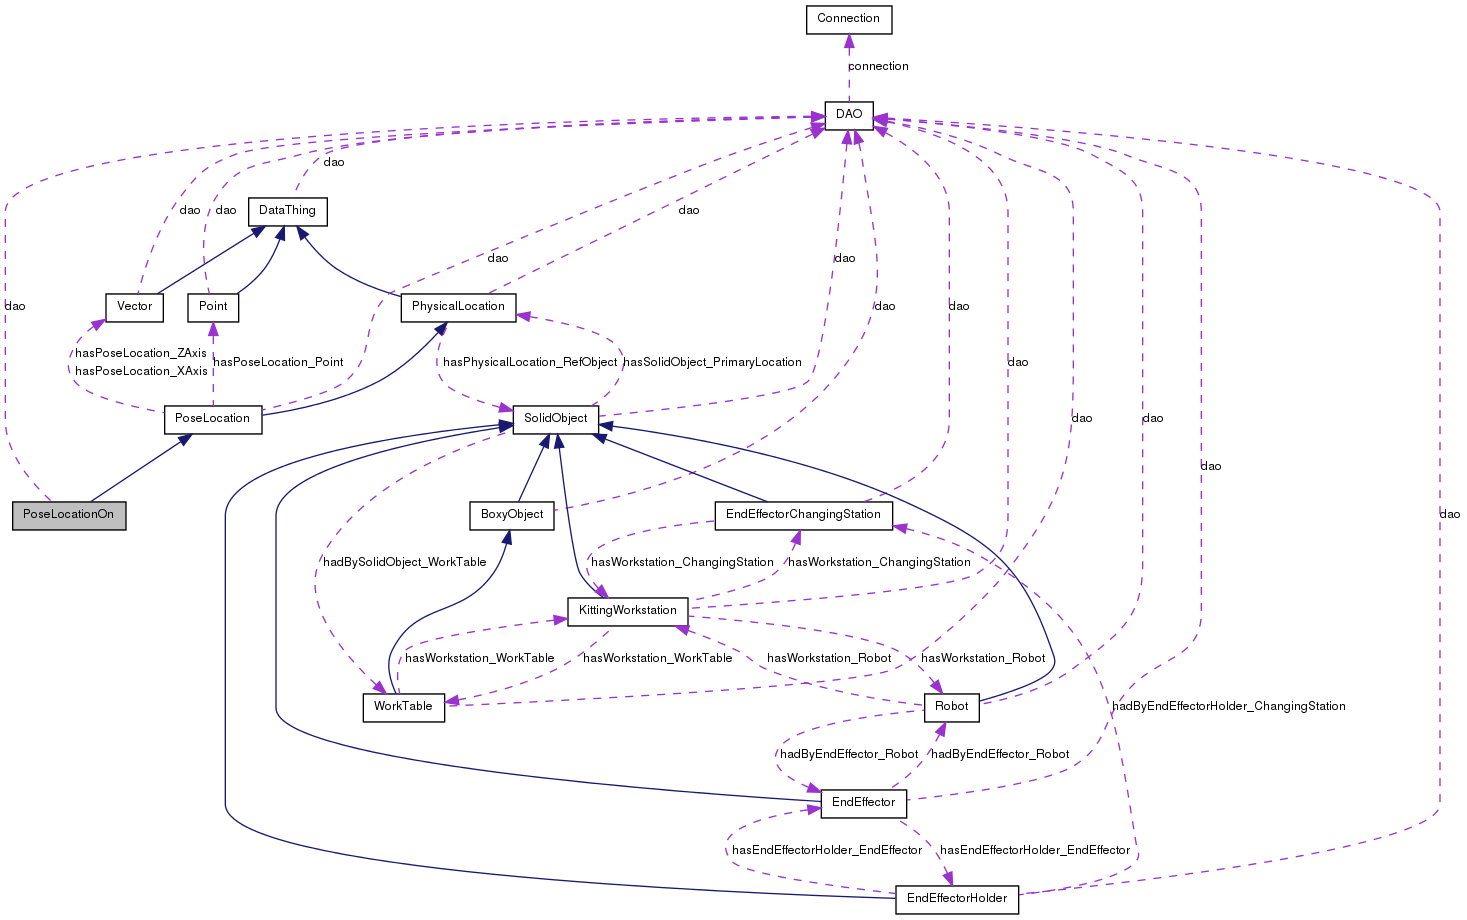 Connection
connection
DAO
dao
DataThing
dao
dao
dao
dao
dao
dao
dao
dao
Vector
Point
PhysicalLocation
dao
hasPoseLocation_ZAxis
hasPoseLocation_XAxis
hasPoseLocation_Point
hasPhysicalLocation_RefObject
hasSolidObject_PrimaryLocation
dao
PoseLocation
SolidObject
dao
dao
dao
PoseLocationOn
BoxyObject
EndEffectorChangingStation
dao
hadBySolidObject_WorkTable
hasWorkstation_ChangingStation
hasWorkstation_ChangingStation
KittingWorkstation
hasWorkstation_WorkTable
hasWorkstation_WorkTable
hasWorkstation_Robot
hasWorkstation_Robot
WorkTable
Robot
hadByEndEffectorHolder_ChangingStation
hadByEndEffector_Robot
hadByEndEffector_Robot
EndEffector
hasEndEffectorHolder_EndEffector
hasEndEffectorHolder_EndEffector
EndEffectorHolder